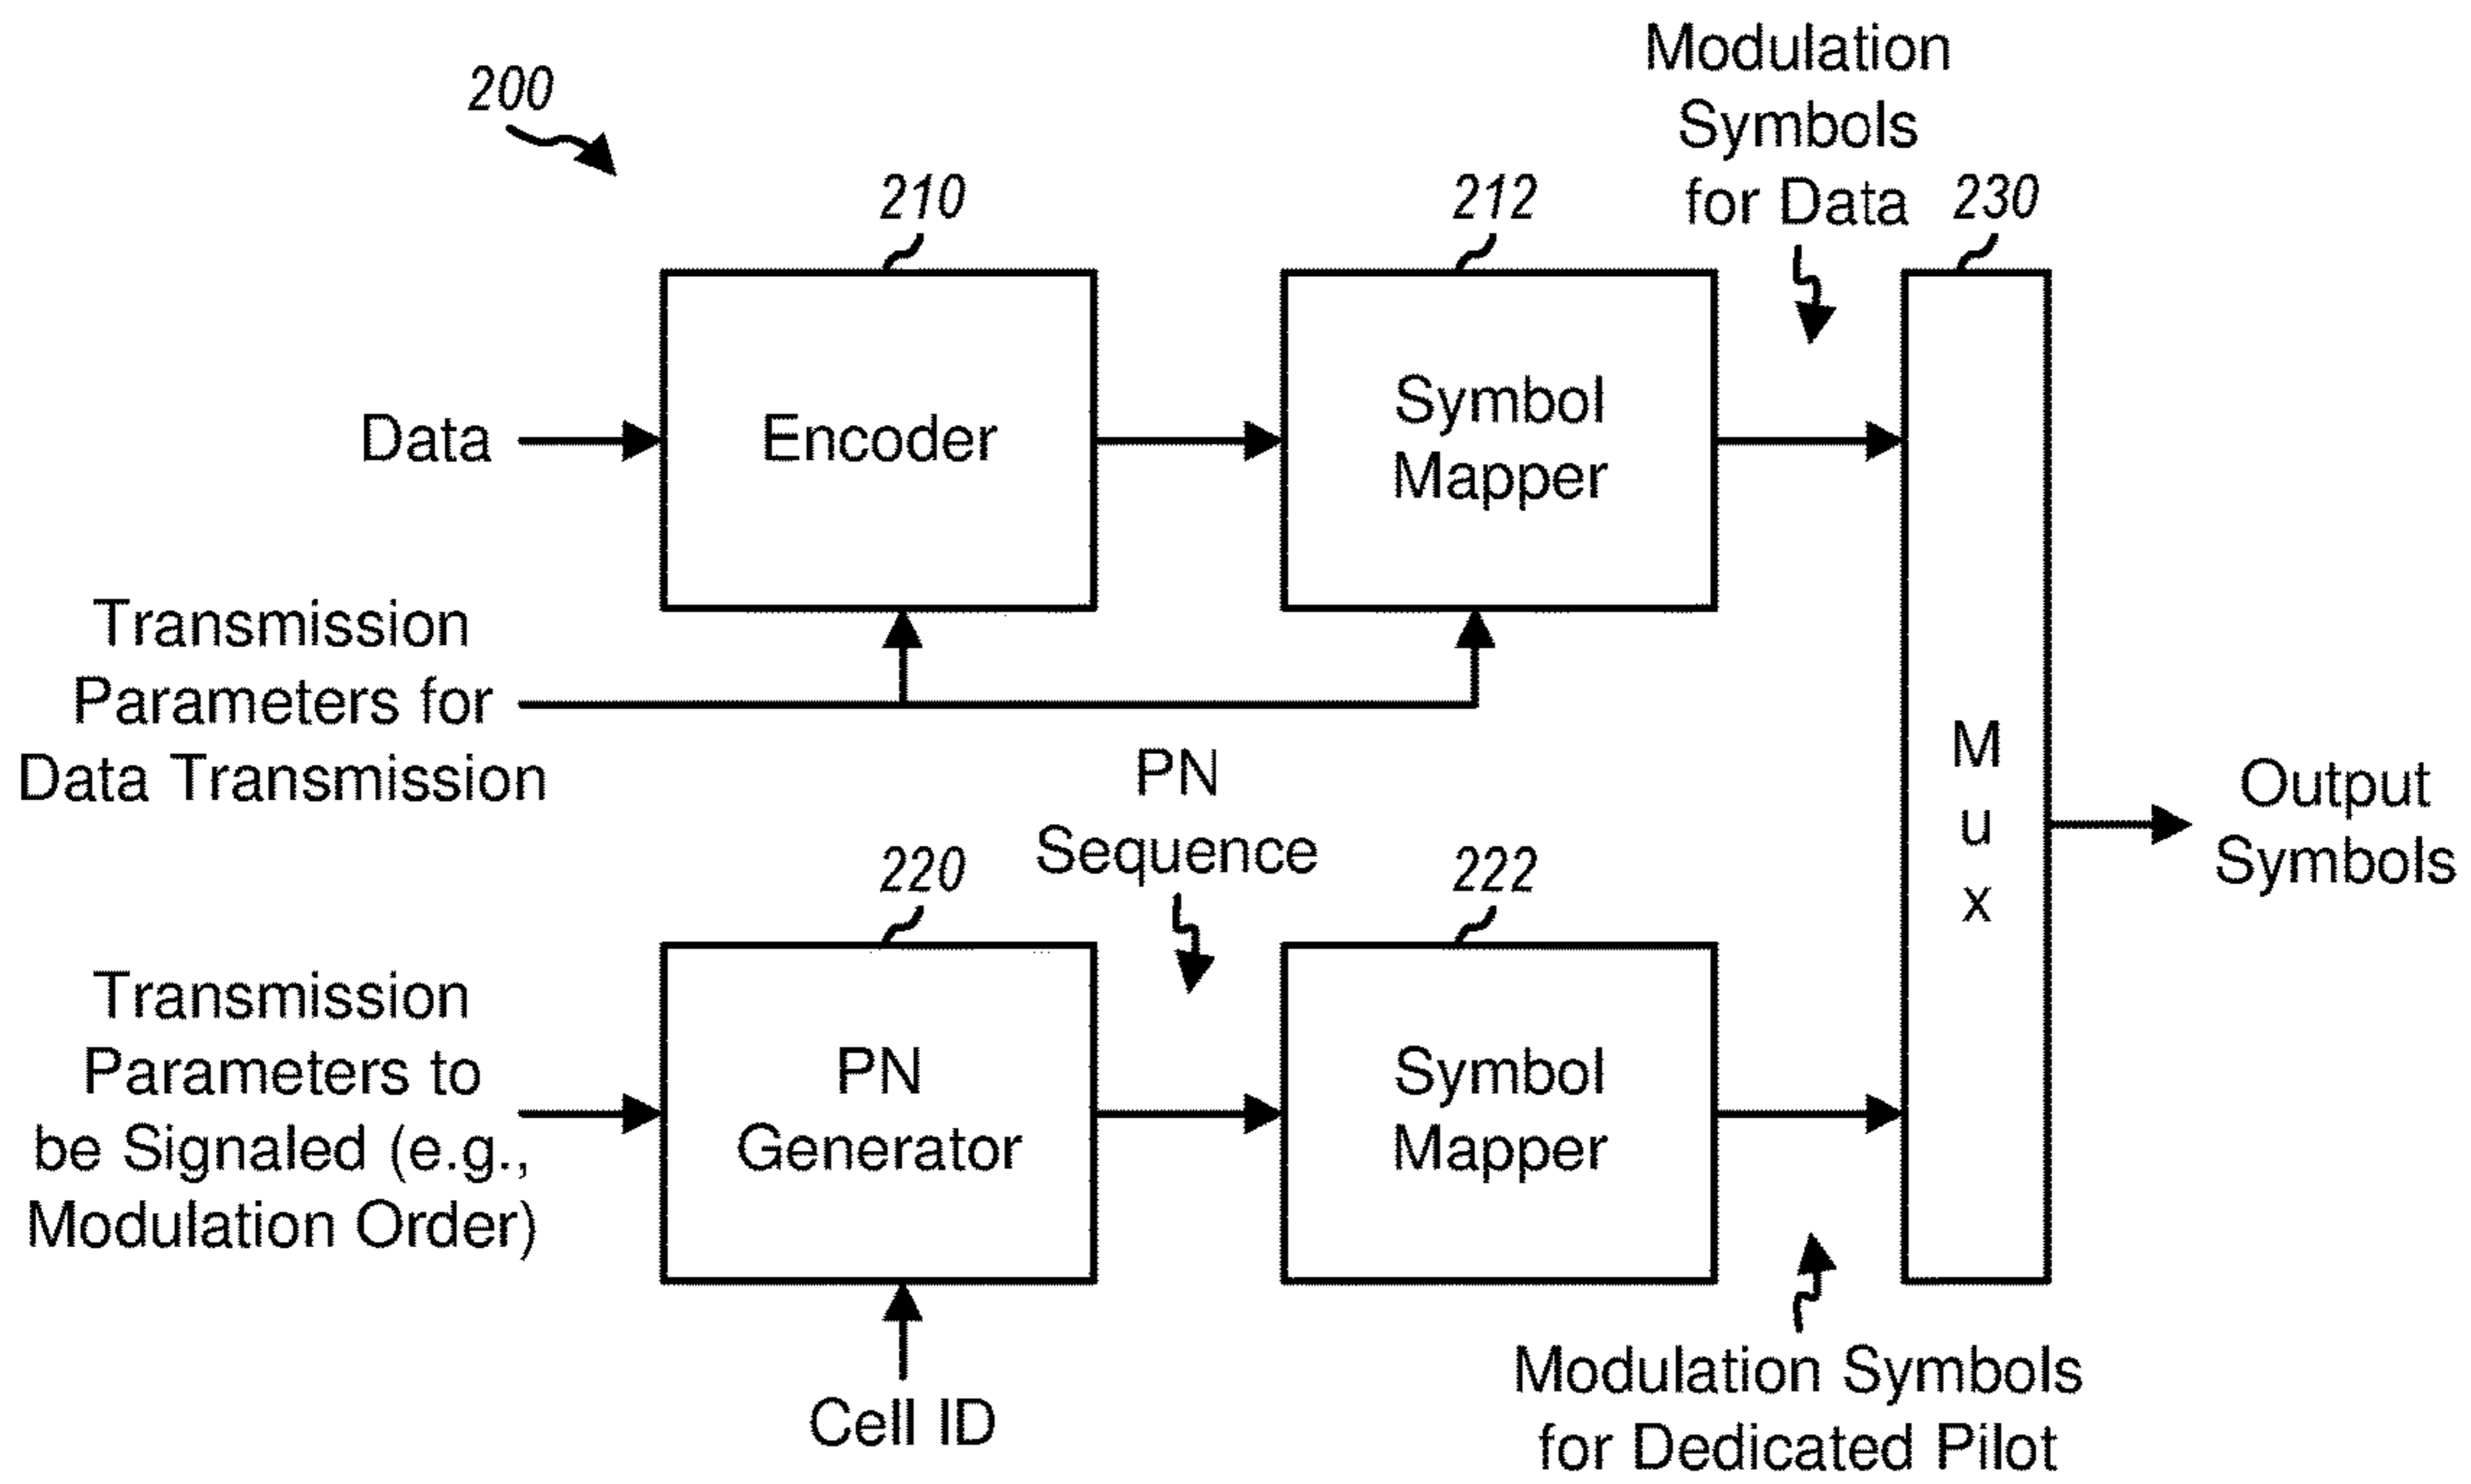 200
Modulation
Symbols
for Data
210
212
230
Data
Encoder
Symbol
Mapper
Transmission
Parameters for
Data Transmission
M
u
x
Output
Symbols
PN
Sequence
220
222
Transmission
Parameters to
be Signaled (e.g.,
Modulation Order)
PN
Generator
Symbol
Mapper
Cell ID
Modulation Symbols
for Dedicated Pilot